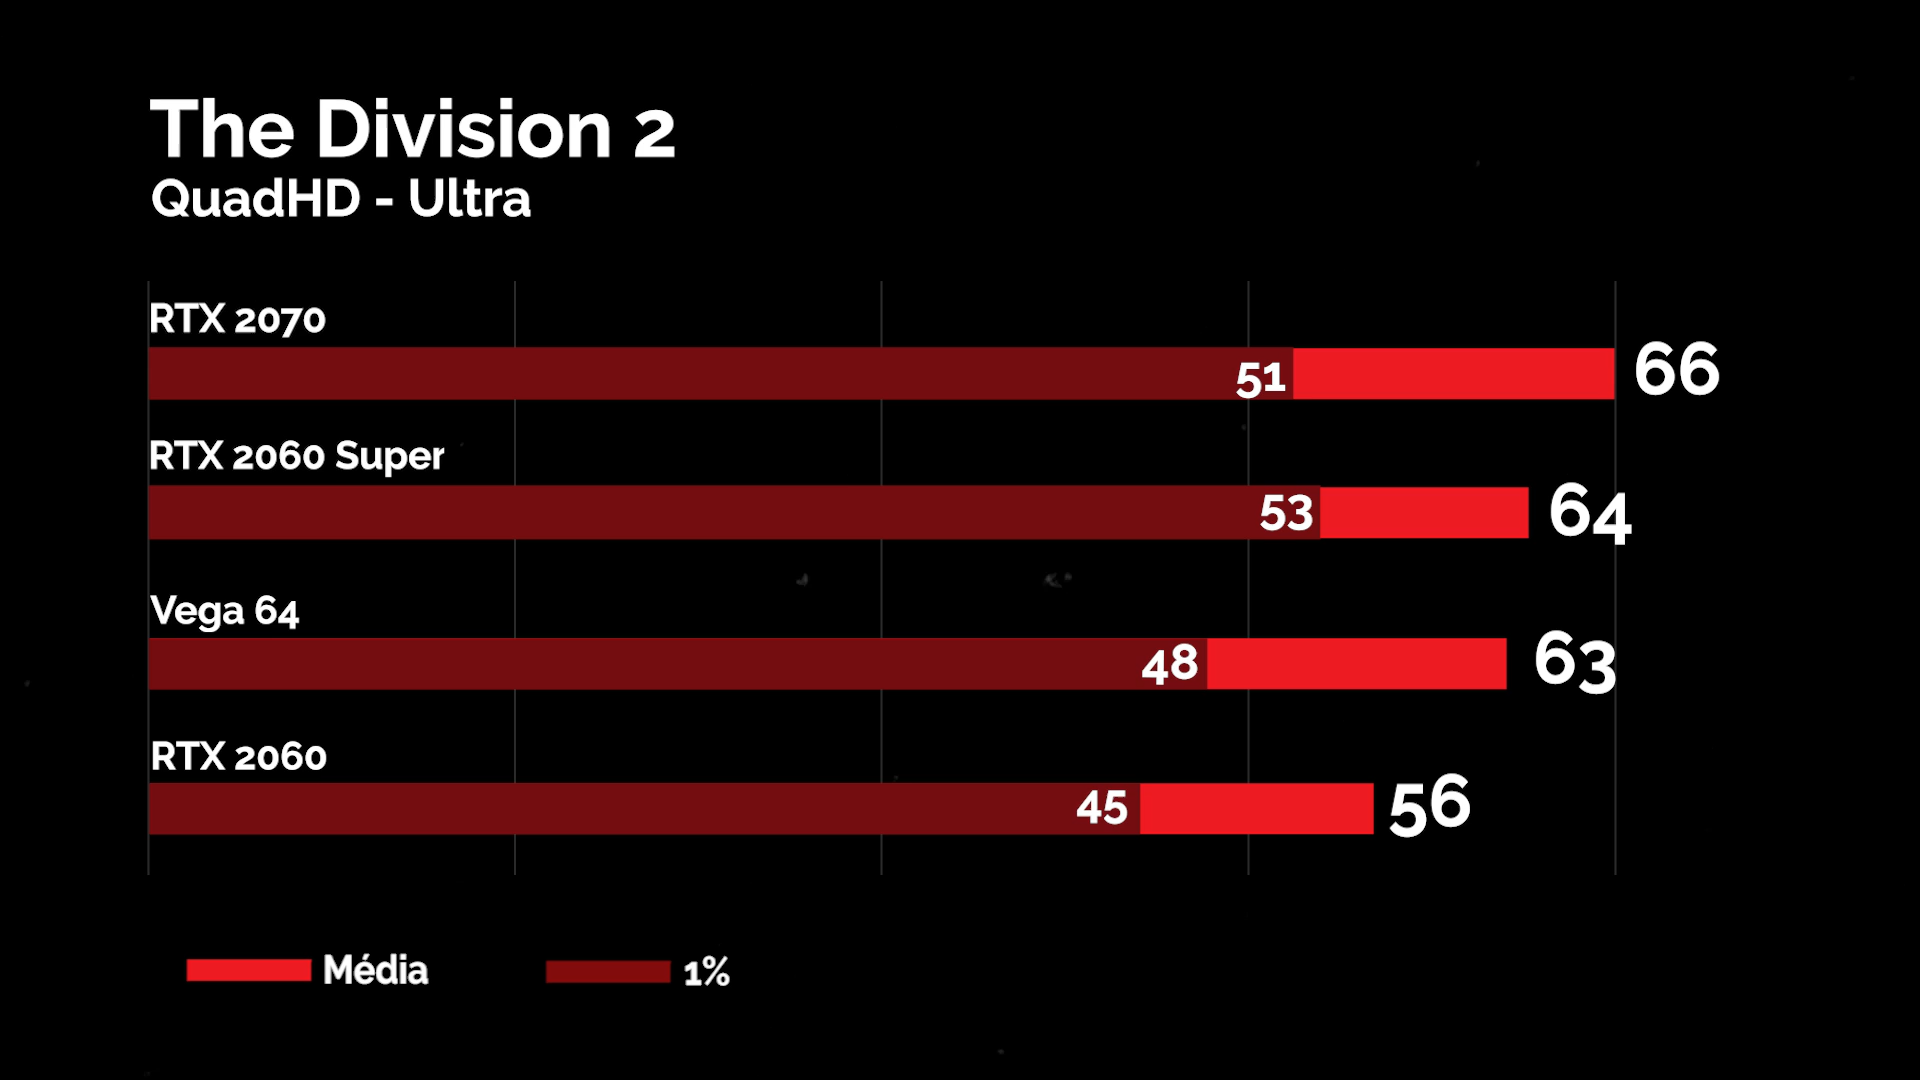 The Division 2
QuadHD - Ultra
RTX 2070
51 66
RTX 2060 Super
53 64
Vega 64
48 63
RTX 2060
45 56
Média 1%